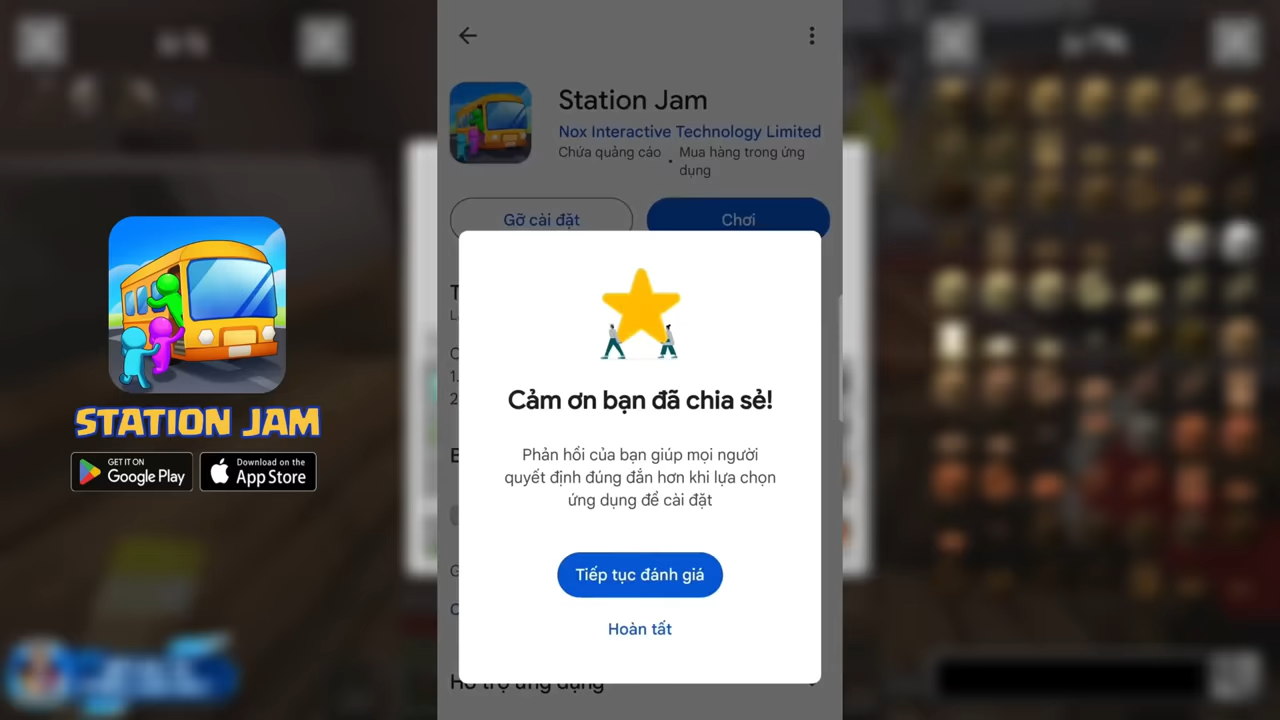 STATION JAM
GET IT ON
Google Play
Download on the
App Store
Station Jam
Nox Interactive Technology Limited
Chứa quảng cáo
Mua hàng trong ứng
dụng
Gỡ cài đặt
Chơi
Cảm ơn bạn đã chia sẻ!
Phản hồi của bạn giúp mọi người
quyết định đúng đắn hơn khi lựa chọn
ứng dụng để cài đặt
Tiếp tục đánh giá
Hoàn tất
Hỗ trợ ứng dụng